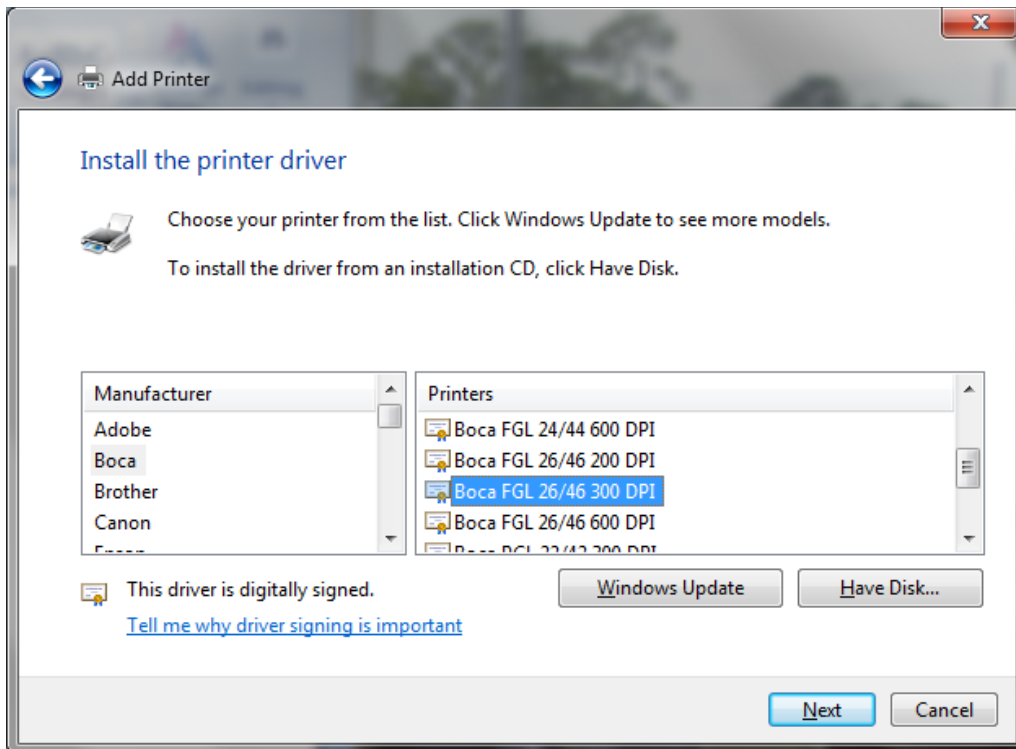 Add Printer
Install the printer driver
Choose your printer from the list. Click Windows Update to see more models.
To install the driver from an installation CD, click Have Disk.
Manufacturer
Adobe
Boca
Brother
Canon
Printers
Boca FGL 24/44 600 DPI
Boca FGL 26/46 200 DPI
Boca FGL 26/46 300 DPI
Boca FGL 26/46 600 DPI
This driver is digitally signed.
Tell me why driver signing is important
Windows Update
Have Disk...
Next
Cancel